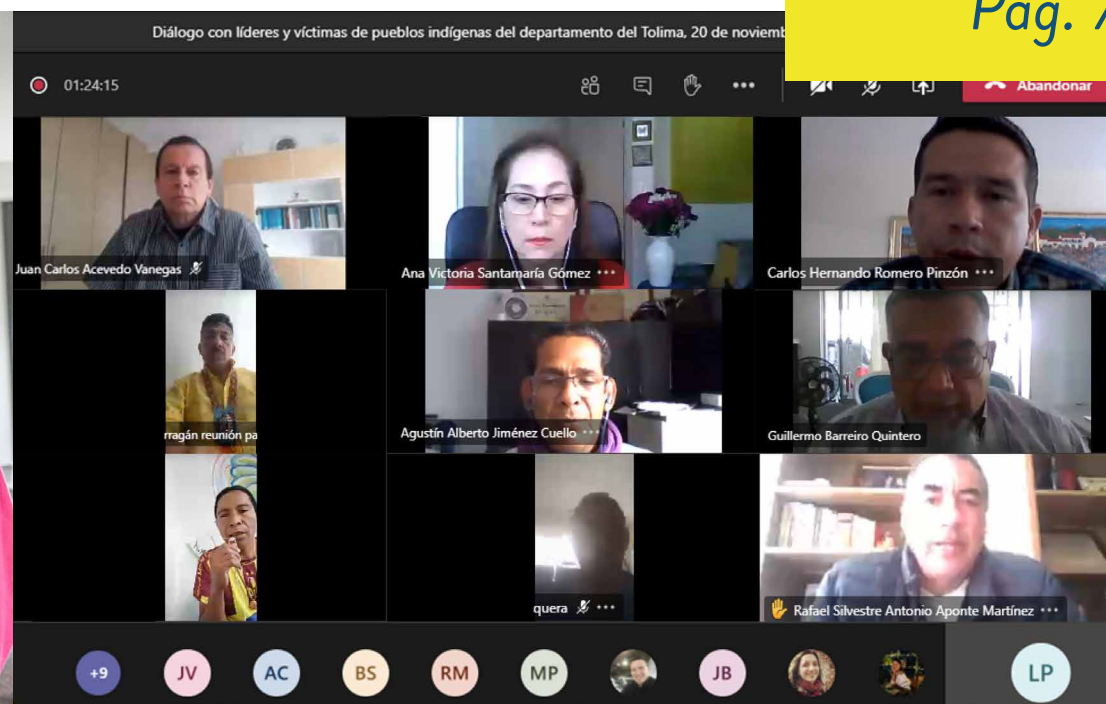 Pág.
Diálogo con líderes y víctimas de pueblos indígenas del departamento del Tolima, 20 de noviemb
01:24:15
Abandonar
Juan Carlos Acevedo Vanegas
Ana Victoria Santamaría Gómez
Carlos Hernando Romero Pinzón
rragán reunión pa
Agustín Alberto Jiménez Cuello
Guillermo Barreiro Quintero
quera
Rafael Silvestre Antonio Aponte Martínez
+9
JV
AC
BS
RM
MP
JB
LP